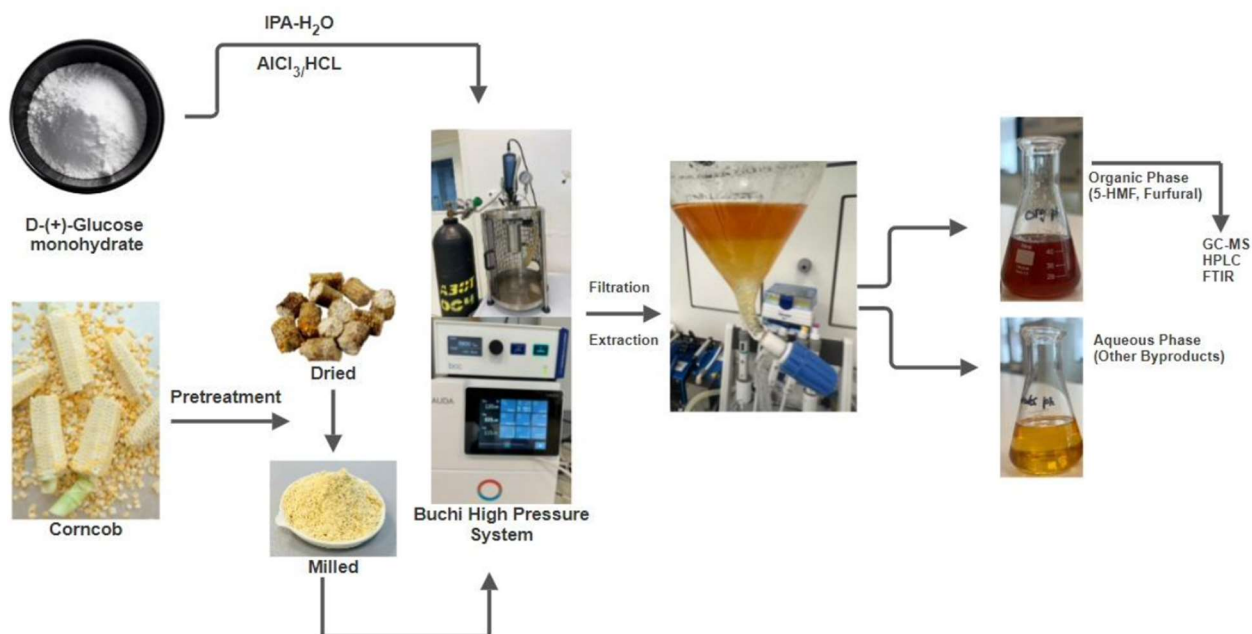 IPA-H₂O
AlCl₃/HCL
D-(+)-Glucose
monohydrate
Dried
Pretreatment
Corncob
Milled
Buchi High Pressure
System
Filtration
Extraction
Organic Phase
(5-HMF, Furfural)
GC-MS
HPLC
FTIR
Aqueous Phase
(Other Byproducts)